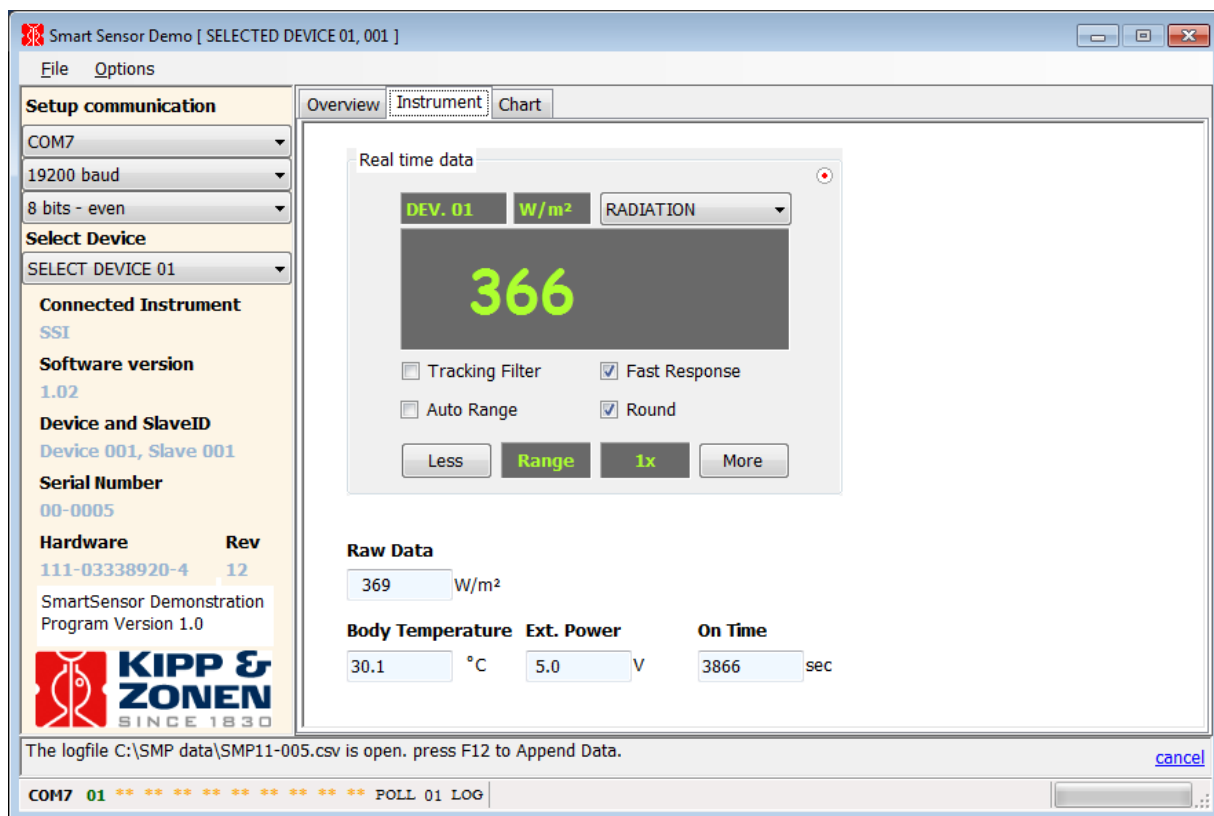 Smart Sensor Demo [ SELECTED DEVICE 01, 001 ]
File Options
Setup communication
COM7
19200 baud
8 bits - even
Select Device
SELECT DEVICE 01
Connected Instrument
SSI
Software version
1.02
Device and SlaveID
Device 001, Slave 001
Serial Number
00-0005
Hardware Rev
111-03338920-4 12
SmartSensor Demonstration
Program Version 1.0
KIPP &
ZONEN
SINCE 1830
Overview Instrument Chart
Real time data
DEV. 01 W/m² RADIATION
366
Tracking Filter Fast Response
Auto Range Round
Less Range 1x More
Raw Data
369 W/m²
Body Temperature Ext. Power On Time
30.1 °C 5.0 V 3866 sec
The logfile C:\SMP data\SMP11-005.csv is open. press F12 to Append Data.
cancel
COM7 01 ** ** ** ** ** ** ** ** ** POLL 01 LOG